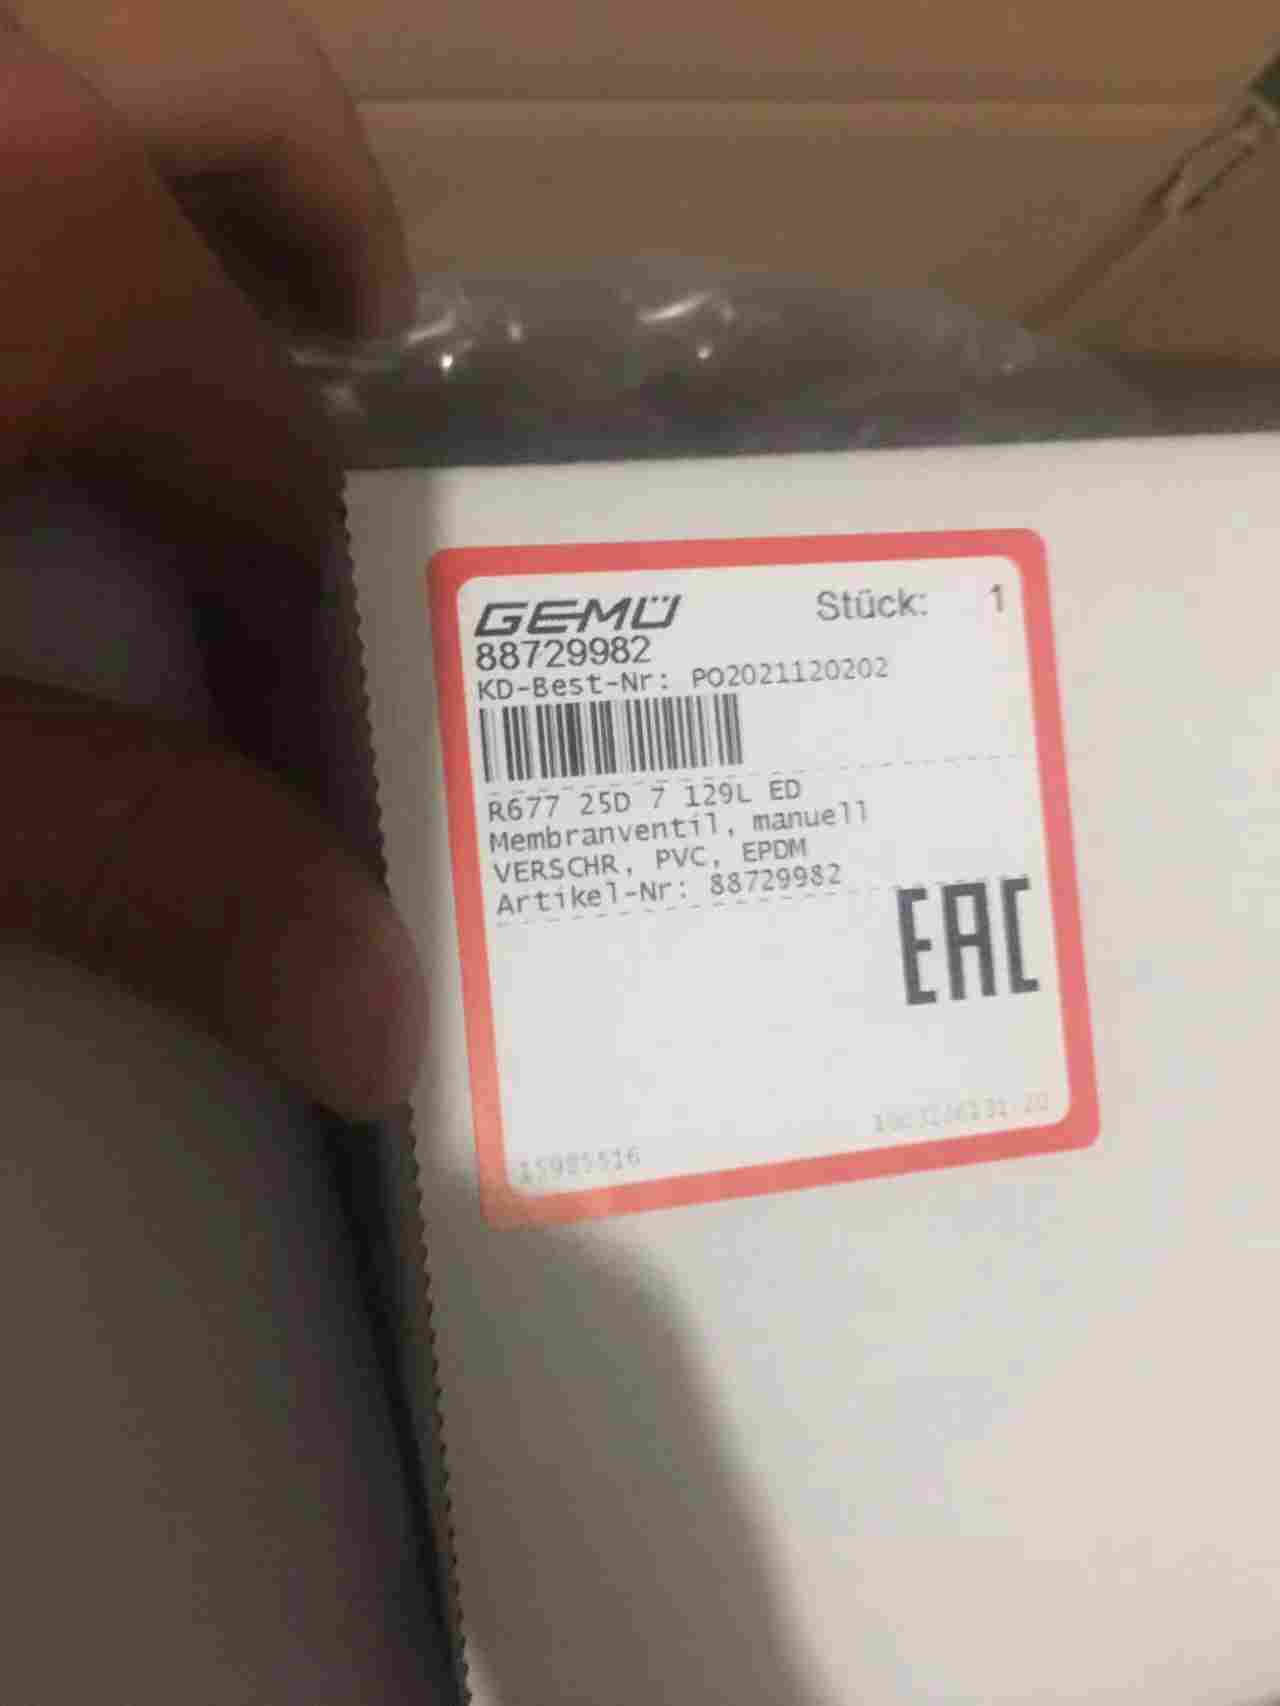 GEMÜ Stück: 1
88729982
KD-Best-Nr: PO2021120202
R677 25D 7 129L ED
Membranventil, manuell
VERSCHR, PVC, EPDM
Artikel-Nr: 88729982
EAC